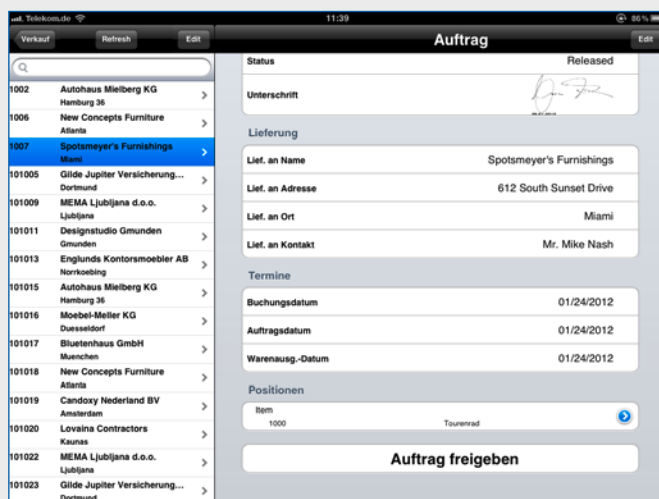 Telekom.de
11:39
86%
Verkauf
Refresh
Edit
Auftrag
Edit
1002 Autohaus Mielberg KG
Hamburg 36
1006 New Concepts Furniture
Atlanta
1007 Spotsmeyer's Furnishings
Miami
101005 Gilde Jupiter Versicherung...
Dortmund
101009 MEMA Ljubljana d.o.o.
Ljubljana
101011 Designstudio Gmunden
Gmunden
101013 Englunds Kontorsmoebler AB
Norrkoebing
101015 Autohaus Mielberg KG
Hamburg 36
101016 Moebel-Meller KG
Duesseldorf
101017 Bluetenhaus GmbH
Muenchen
101018 New Concepts Furniture
Atlanta
101019 Candoxy Nederland BV
Amsterdam
101020 Lovaina Contractors
Kaunas
101022 MEMA Ljubljana d.o.o.
Ljubljana
101023 Gilde Jupiter Versicherung...
Dortmund
Status Released
Unterschrift
Lieferung
Lief. an Name Spotsmeyer's Furnishings
Lief. an Adresse 612 South Sunset Drive
Lief. an Ort Miami
Lief. an Kontakt Mr. Mike Nash
Termine
Buchungsdatum 01/24/2012
Auftragsdatum 01/24/2012
Warenausg.-Datum 01/24/2012
Positionen
Item
1000 Tourenrad
Auftrag freigeben